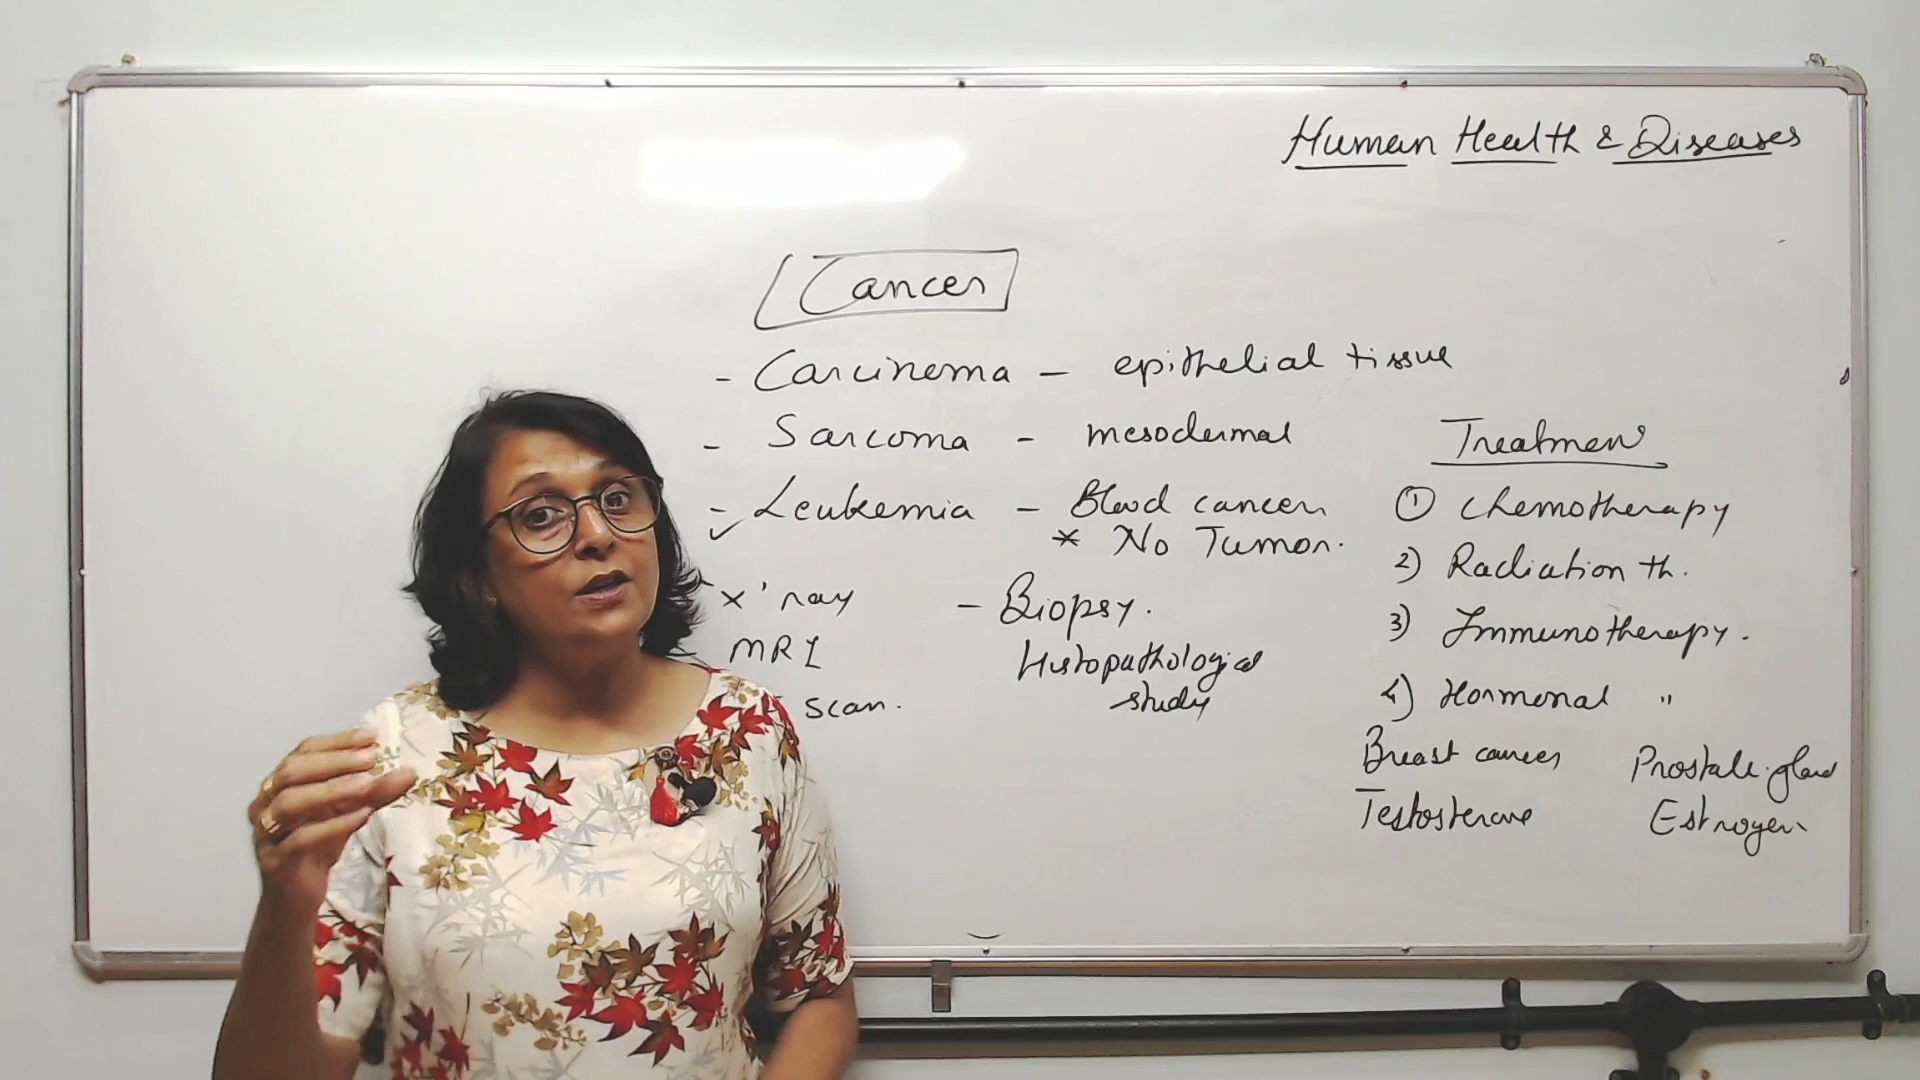 Human Health & Diseases
Cancer
- Carcinema - epithelial tissue
- Sarcoma - mesodermal
- Leukemia - Blood cancer
* No Tumor.
X'ray
MRI
scan.
- Biopsy.
Histopathological
study
Treatment
① Chemotherapy
2) Radiation th.
3) Immunotherapy.
4) Hormonal "
Breast cancer Prostate gland
Testosterone Estrogen